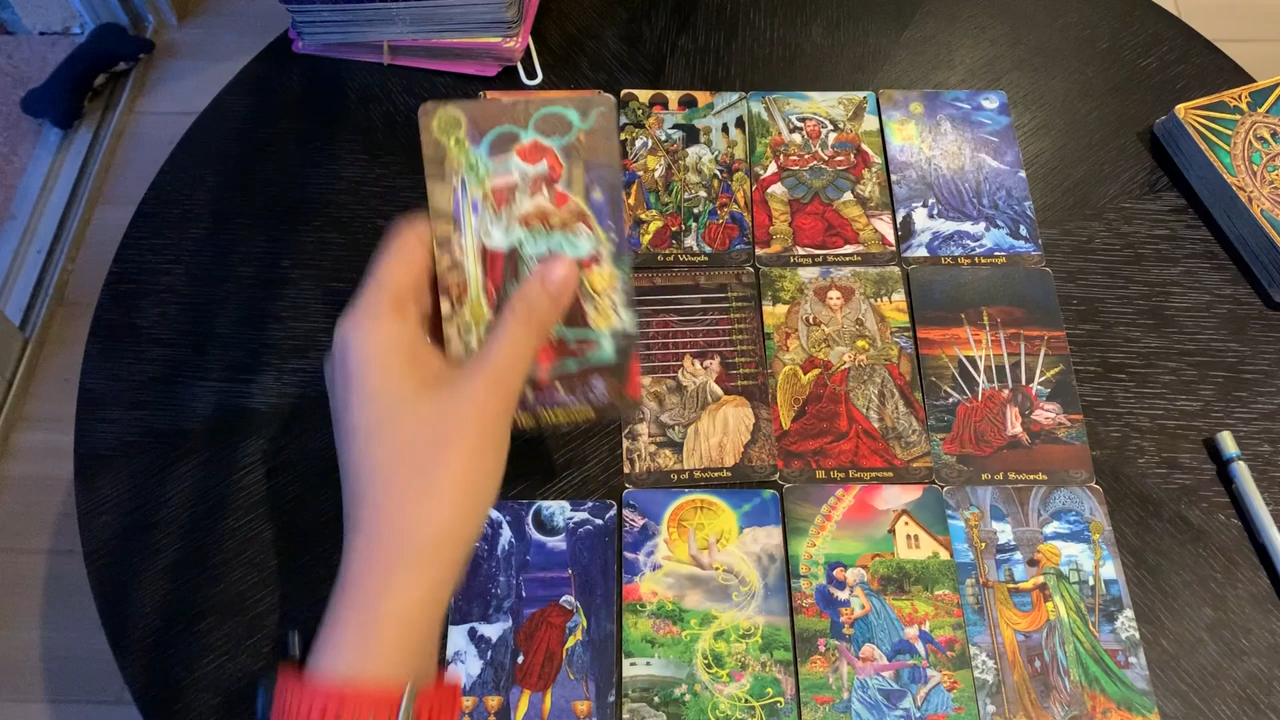 6 of Wands
King of Swords
IX. the Hermit
9 of Swords
III. the Empress
10 of Swords